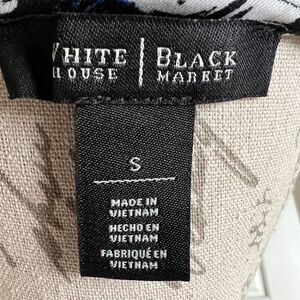 WHITE | BLACK
HOUSE | MARKET
S
MADE IN
VIETNAM
HECHO EN
VIETNAM
FABRIQUÉ EN
VIETNAM